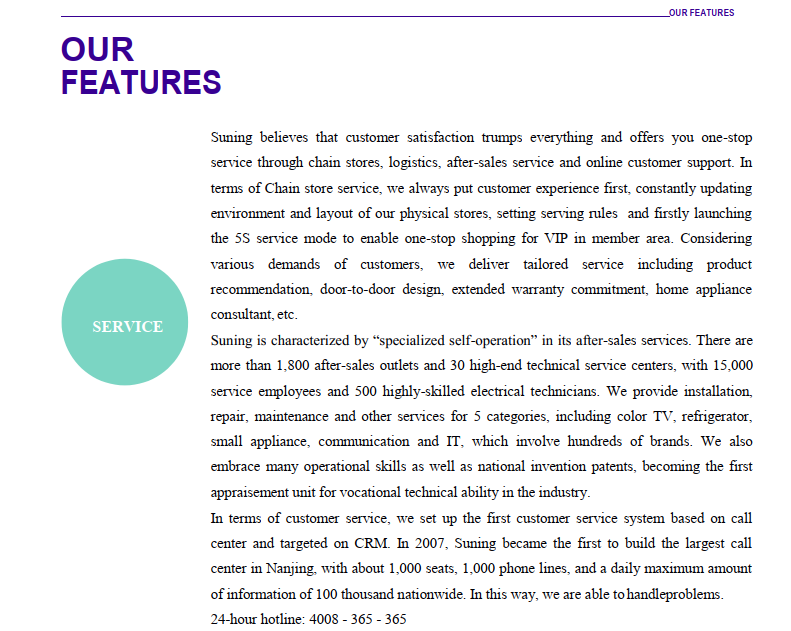 OUR FEATURES
OUR
FEATURES
Suning believes that customer satisfaction trumps everything and offers you one-stop
service through chain stores, logistics, after-sales service and online customer support. In
terms of Chain store service, we always put customer experience first, constantly updating
environment and layout of our physical stores, setting serving rules and firstly launching
the 5S service mode to enable one-stop shopping for VIP in member area. Considering
various demands of customers, we deliver tailored service including product
recommendation, door-to-door design, extended warranty commitment, home appliance
consultant, etc.
SERVICE
Suning is characterized by “specialized self-operation” in its after-sales services. There are
more than 1,800 after-sales outlets and 30 high-end technical service centers, with 15,000
service employees and 500 highly-skilled electrical technicians. We provide installation,
repair, maintenance and other services for 5 categories, including color TV, refrigerator,
small appliance, communication and IT, which involve hundreds of brands. We also
embrace many operational skills as well as national invention patents, becoming the first
appraisement unit for vocational technical ability in the industry.
In terms of customer service, we set up the first customer service system based on call
center and targeted on CRM. In 2007, Suning became the first to build the largest call
center in Nanjing, with about 1,000 seats, 1,000 phone lines, and a daily maximum amount
of information of 100 thousand nationwide. In this way, we are able to handleproblems.
24-hour hotline: 4008 - 365 - 365